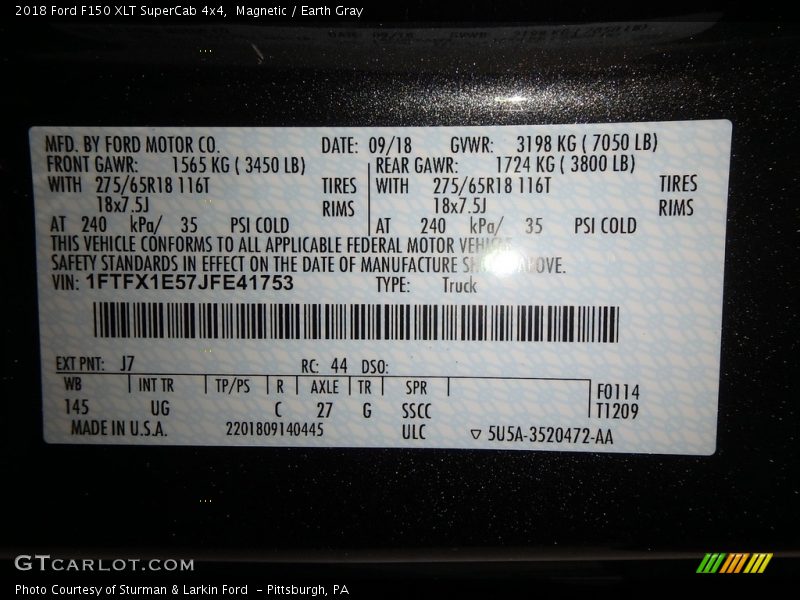 2018 Ford F150 XLT SuperCab 4x4, Magnetic / Earth Gray
MFD. BY FORD MOTOR CO. DATE: 09/18 GVWR: 3198 KG ( 7050 LB)
FRONT GAWR: 1565 KG ( 3450 LB) REAR GAWR: 1724 KG ( 3800 LB)
WITH 275/65R18 116T TIRES WITH 275/65R18 116T TIRES
18x7.5J RIMS 18x7.5J RIMS
AT 240 kPa/ 35 PSI COLD AT 240 kPa/ 35 PSI COLD
THIS VEHICLE CONFORMS TO ALL APPLICABLE FEDERAL MOTOR VEHICLE
SAFETY STANDARDS IN EFFECT ON THE DATE OF MANUFACTURE ABOVE.
VIN: 1FTFX1E57JFE41753 TYPE: Truck
EXT PNT: J7 RC: 44 DSO:
WB INT TR TP/PS R AXLE TR SPR F0114
145 UG C 27 G SSCC T1209
MADE IN U.S.A. 2201809140445 ULC ▽ 5U5A-3520472-AA
GTCARLOT.COM
Photo Courtesy of Sturman & Larkin Ford - Pittsburgh, PA